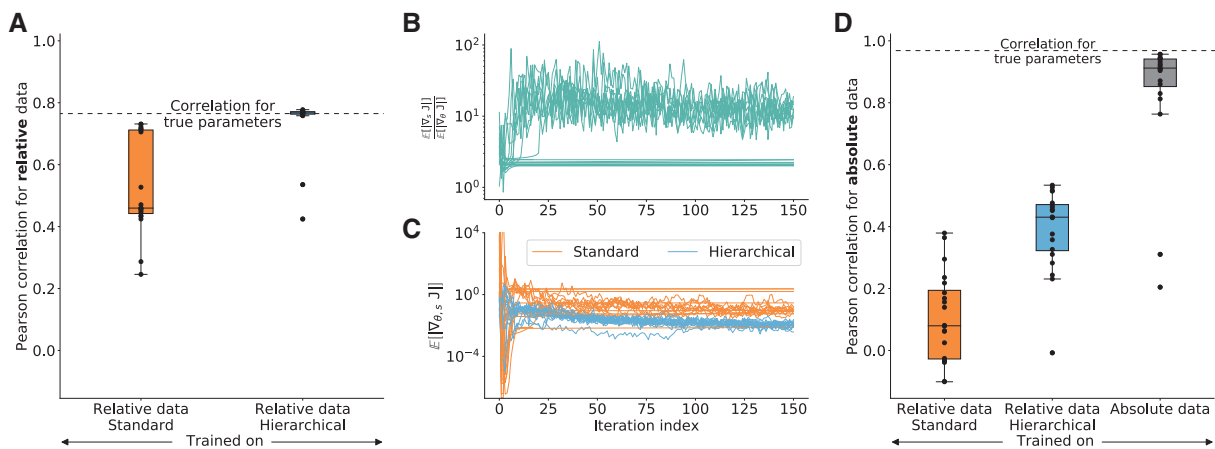 A
Pearson correlation for relative data
1.0
0.8
0.6
0.4
0.2
0.0
Correlation for
true parameters
Relative data
Standard
Relative data
Hierarchical
Trained on
B
𝔼[|∇s J|]
𝔼[|∇θ J|]
10²
10¹
10⁰
0
25
50
75
100
125
150
C
Standard
Hierarchical
𝔼[|∇θ,s J|]
10⁴
10⁰
10⁻⁴
0
25
50
75
100
125
150
Iteration index
D
Pearson correlation for absolute data
1.0
0.8
0.6
0.4
0.2
0.0
Correlation for
true parameters
Relative data
Standard
Relative data
Hierarchical
Absolute data
Trained on